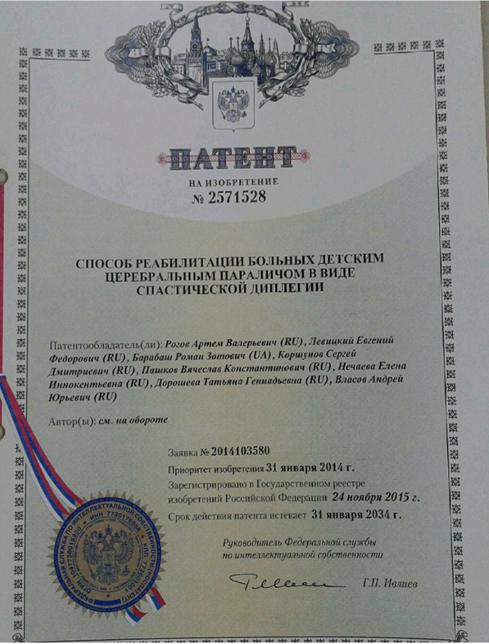 ПАТЕНТ
НА ИЗОБРЕТЕНИЕ
№ 2571528
СПОСОБ РЕАБИЛИТАЦИИ БОЛЬНЫХ ДЕТСКИМ
ЦЕРЕБРАЛЬНЫМ ПАРАЛИЧОМ В ВИДЕ
СПАСТИЧЕСКОЙ ДИПЛЕГИИ
Патентообладатель(ли): Рогов Артем Валерьевич (RU), Левицкий Евгений
Федорович (RU), Барабаш Роман Зотович (UA), Коршунов Сергей
Дмитриевич (RU), Пашков Вячеслав Константинович (RU), Нечаева Елена
Иннокентьевна (RU), Дорошева Татьяна Геннадьевна (RU), Власов Андрей
Юрьевич (RU)
Автор(ы): см. на обороте
Заявка № 2014103580
Приоритет изобретения 31 января 2014 г.
Зарегистрировано в Государственном реестре
изобретений Российской Федерации 24 ноября 2015 г.
Срок действия патента истекает 31 января 2034 г.
Руководитель Федеральной службы
по интеллектуальной собственности
Г.П. Ивлиев